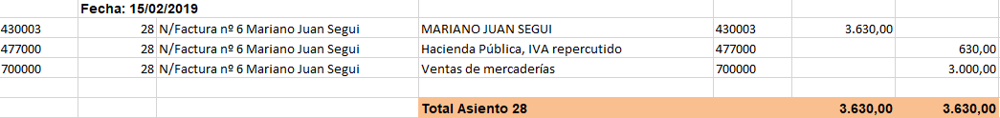 Fecha: 15/02/2019
430003 28 N/Factura nº 6 Mariano Juan Segui MARIANO JUAN SEGUI 430003 3.630,00
477000 28 N/Factura nº 6 Mariano Juan Segui Hacienda Pública, IVA repercutido 477000 630,00
700000 28 N/Factura nº 6 Mariano Juan Segui Ventas de mercaderías 700000 3.000,00
Total Asiento 28 3.630,00 3.630,00